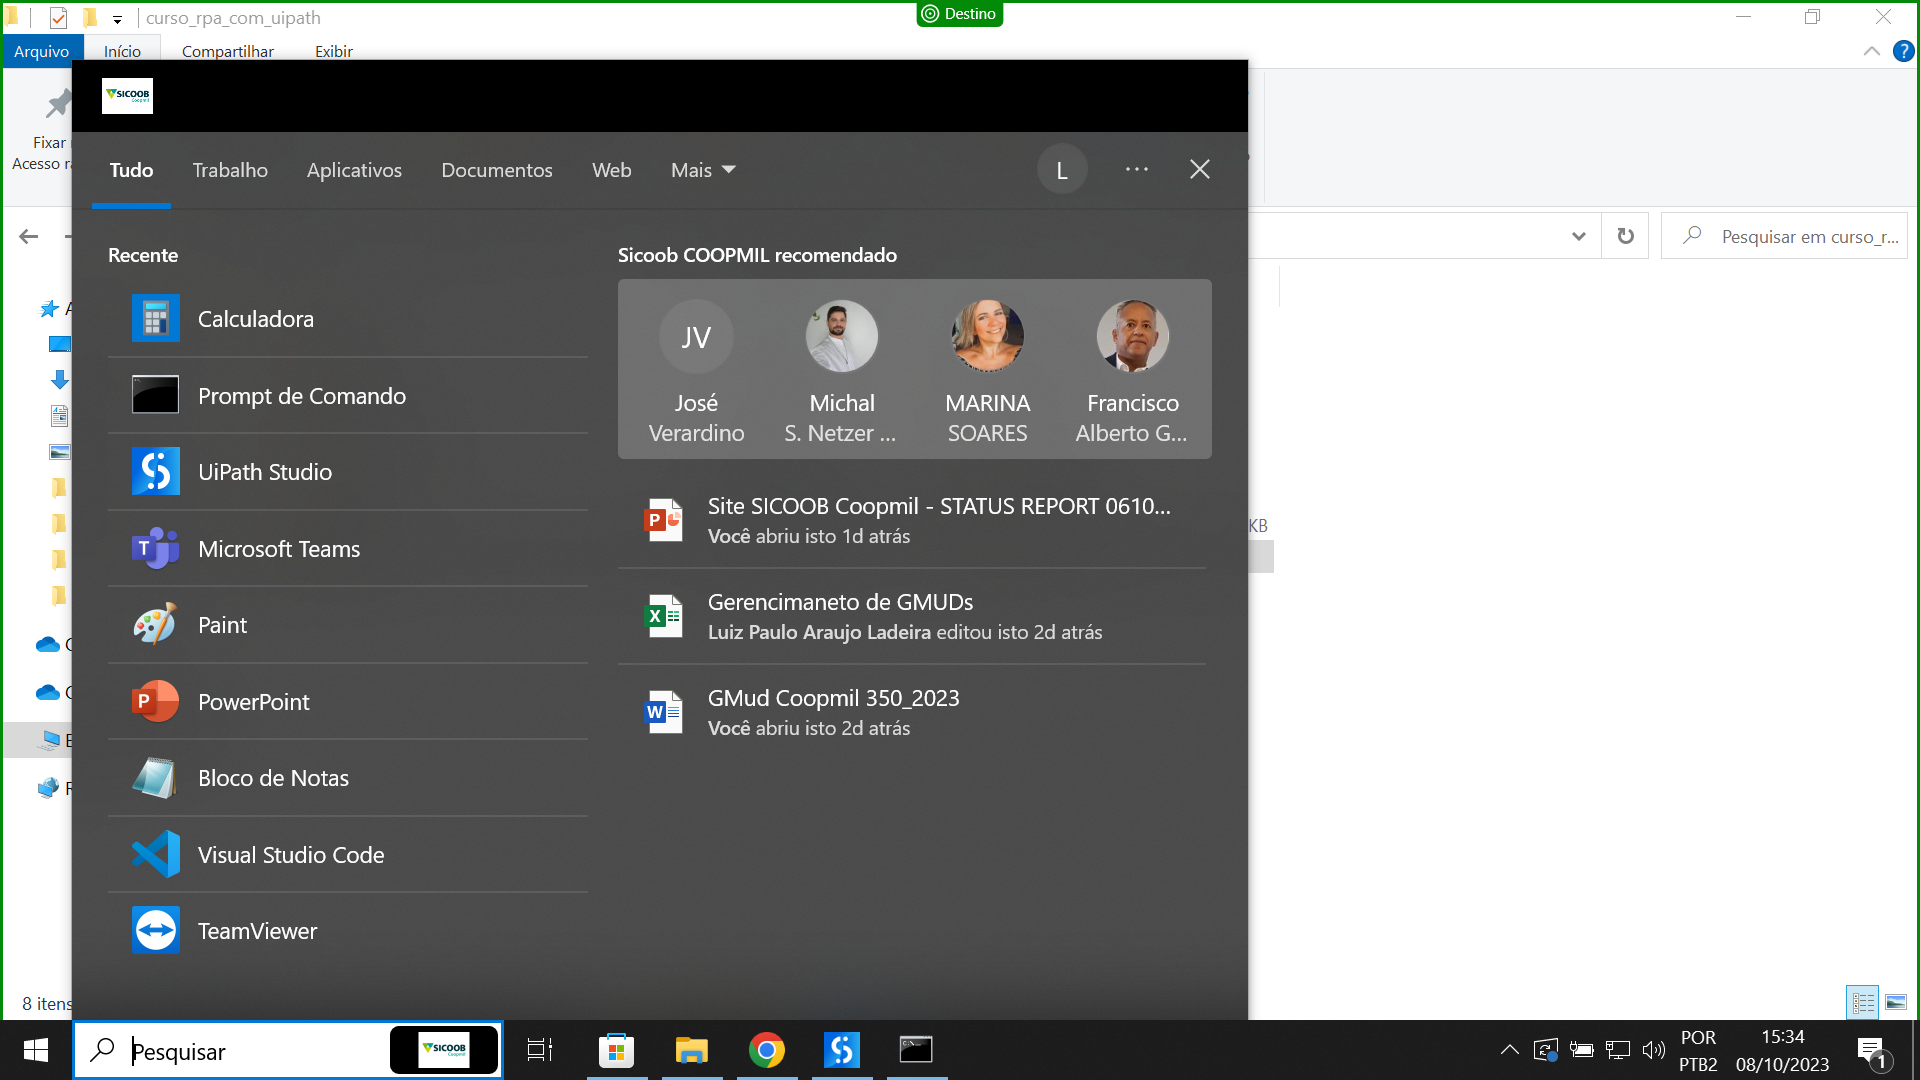 curso_rpa_com_uipath
Destino
Arquivo Início Compartilhar Exibir
SICOOB
Coopmil
Fixar
Acesso
Tudo Trabalho Aplicativos Documentos Web Mais
L
Pesquisar em curso_r...
Recente
Calculadora
Prompt de Comando
UiPath Studio
Microsoft Teams
Paint
PowerPoint
Bloco de Notas
Visual Studio Code
TeamViewer
Sicoob COOPMIL recomendado
JV
José
Verardino
Michal
S. Netzer ...
MARINA
SOARES
Francisco
Alberto G...
Site SICOOB Coopmil - STATUS REPORT 0610...
Você abriu isto 1d atrás
Gerencimaneto de GMUDs
Luiz Paulo Araujo Ladeira editou isto 2d atrás
GMud Coopmil 350_2023
Você abriu isto 2d atrás
KB
8 itens
Pesquisar
SICOOB
Coopmil
POR
PTB2
15:34
08/10/2023
1